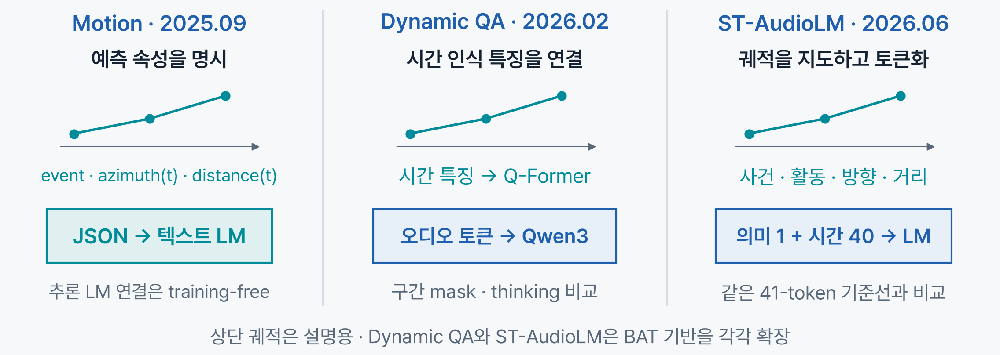 Motion · 2025.09
예측 속성을 명시
event · azimuth(t) · distance(t)
JSON → 텍스트 LM
추론 LM 연결은 training-free
Dynamic QA · 2026.02
시간 인식 특징을 연결
시간 특징 → Q-Former
오디오 토큰 → Qwen3
구간 mask · thinking 비교
ST-AudioLM · 2026.06
궤적을 지도하고 토큰화
사건 · 활동 · 방향 · 거리
의미 1 + 시간 40 → LM
같은 41-token 기준선과 비교
상단 궤적은 설명용 · Dynamic QA와 ST-AudioLM은 BAT 기반을 각각 확장